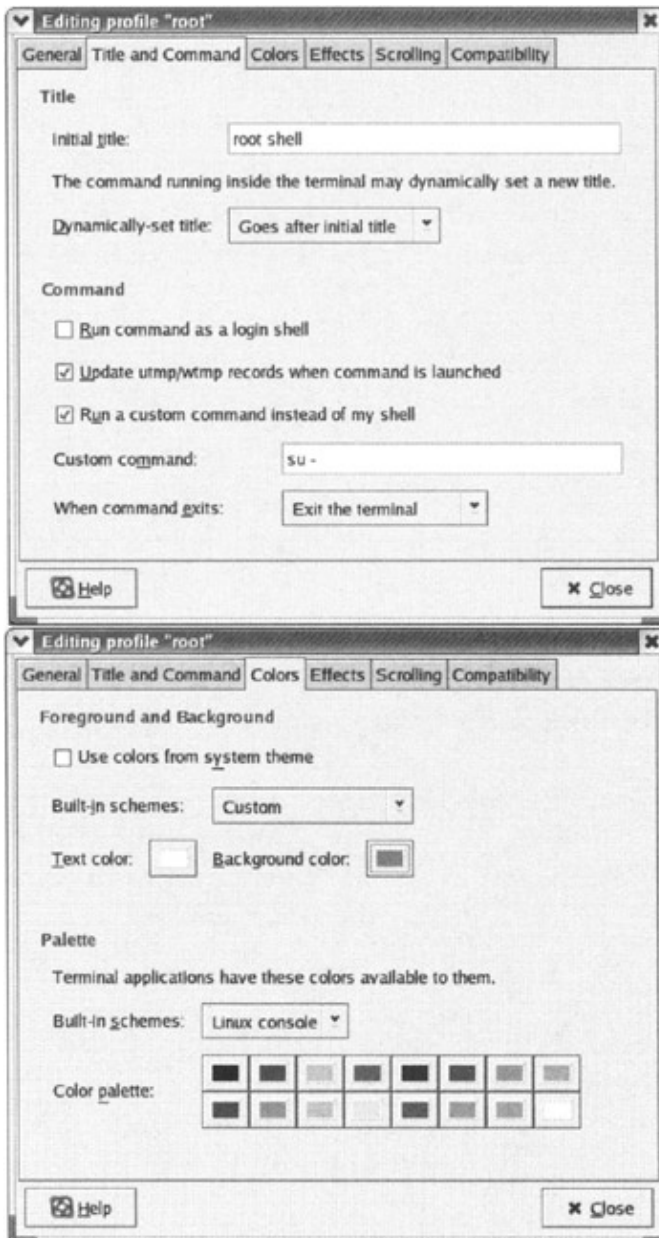 Editing profile "root"
General Title and Command Colors Effects Scrolling Compatibility
Title
Initial title: root shell
The command running inside the terminal may dynamically set a new title.
Dynamically-set title: Goes after initial title
Command
Run command as a login shell
Update utmp/wtmp records when command is launched
Run a custom command instead of my shell
Custom command: su -
When command exits: Exit the terminal
Help Close
Editing profile "root"
General Title and Command Colors Effects Scrolling Compatibility
Foreground and Background
Use colors from system theme
Built-in schemes: Custom
Text color: Background color:
Palette
Terminal applications have these colors available to them.
Built-in schemes: Linux console
Color palette:
Help Close